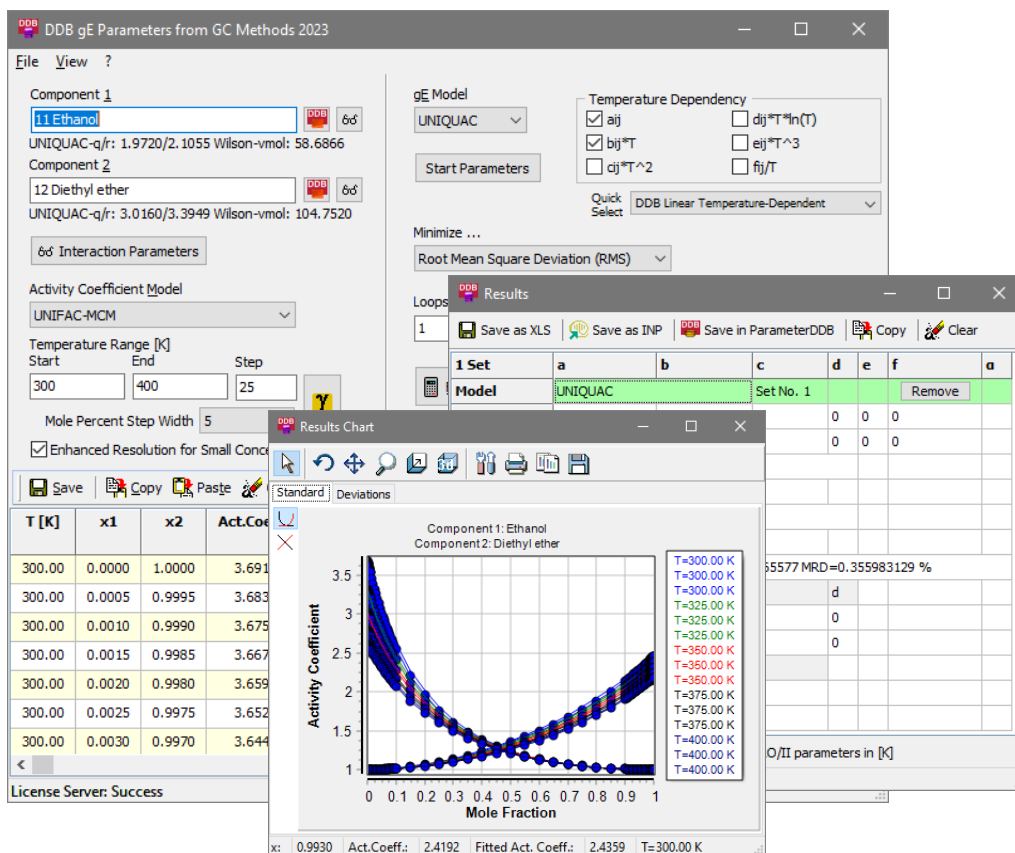 DDB gE Parameters from GC Methods 2023
File View ?
Component 1
11 Ethanol
DDB
UNIQUAC-q/r: 1.9720/2.1055 Wilson-vmol: 58.6866
Component 2
12 Diethyl ether
DDB
UNIQUAC-q/r: 3.0160/3.3949 Wilson-vmol: 104.7520
Interaction Parameters
Activity Coefficient Model
UNIFAC-MCM
Temperature Range [K]
Start End Step
300 400 25
γ
Mole Percent Step Width 5
Enhanced Resolution for Small Conce
Save Copy Paste
T [K] x1 x2 Act.Coe
300.00 0.0000 1.0000 3.691
300.00 0.0005 0.9995 3.683
300.00 0.0010 0.9990 3.675
300.00 0.0015 0.9985 3.667
300.00 0.0020 0.9980 3.659
300.00 0.0025 0.9975 3.652
300.00 0.0030 0.9970 3.644
License Server: Success
gE Model
UNIQUAC
Start Parameters
Temperature Dependency
aij dij*T*ln(T)
bij*T eij*T^3
cij*T^2 fij/T
Quick Select DDB Linear Temperature-Dependent
Minimize ...
Root Mean Square Deviation (RMS)
Loops
1
Results
Save as XLS Save as INP Save in ParameterDDB Copy Clear
1 Set a b c d e f α
Model UNIQUAC Set No. 1 Remove
0 0 0
0 0 0
55577 MRD=0.355983129 %
d
0
0
O/II parameters in [K]
Results Chart
Standard Deviations
Component 1: Ethanol
Component 2: Diethyl ether
Activity Coefficient
3.5
3
2.5
2
1.5
1
0 0.1 0.2 0.3 0.4 0.5 0.6 0.7 0.8 0.9 1
Mole Fraction
T=300.00 K
T=300.00 K
T=300.00 K
T=325.00 K
T=325.00 K
T=325.00 K
T=350.00 K
T=350.00 K
T=350.00 K
T=375.00 K
T=375.00 K
T=375.00 K
T=400.00 K
T=400.00 K
T=400.00 K
x: 0.9930 Act.Coeff.: 2.4192 Fitted Act. Coeff.: 2.4359 T=300.00 K